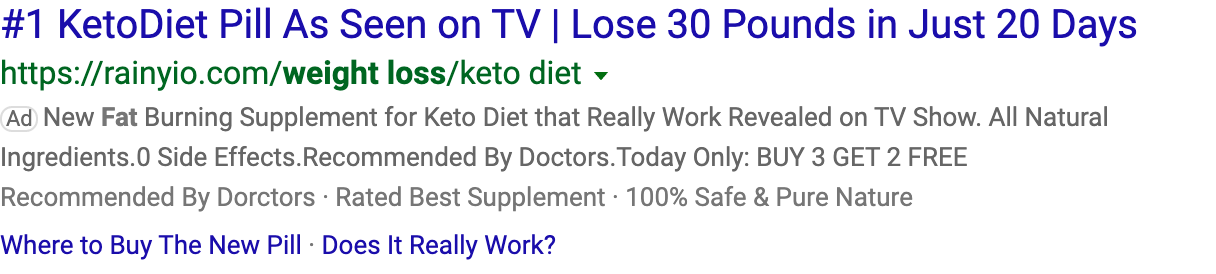 #1 KetoDiet Pill As Seen on TV | Lose 30 Pounds in Just 20 Days
https://rainyio.com/weight loss/keto diet
Ad New Fat Burning Supplement for Keto Diet that Really Work Revealed on TV Show. All Natural
Ingredients.0 Side Effects.Recommended By Doctors.Today Only: BUY 3 GET 2 FREE
Recommended By Dorctors · Rated Best Supplement · 100% Safe & Pure Nature
Where to Buy The New Pill · Does It Really Work?